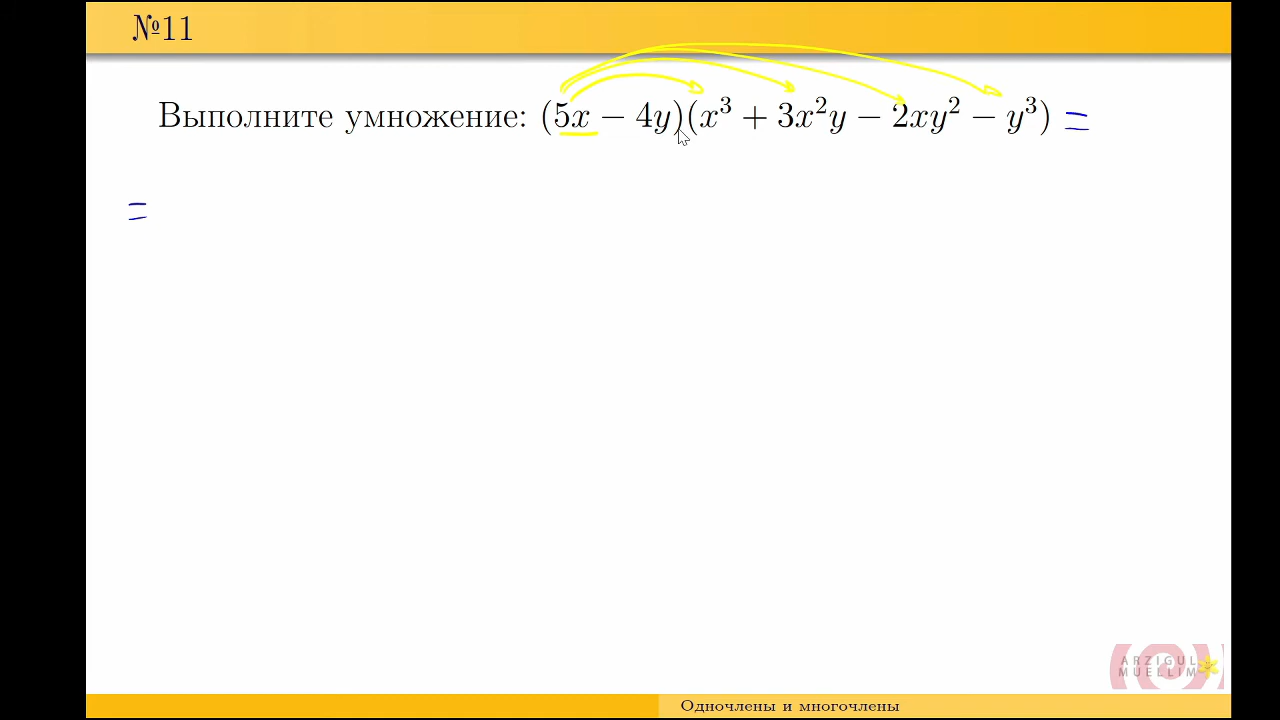 №11
Выполните умножение: (5x − 4y)(x³ + 3x²y − 2xy² − y³) =
=
ARZIGUL
MUELLIM
Одночлены и многочлены